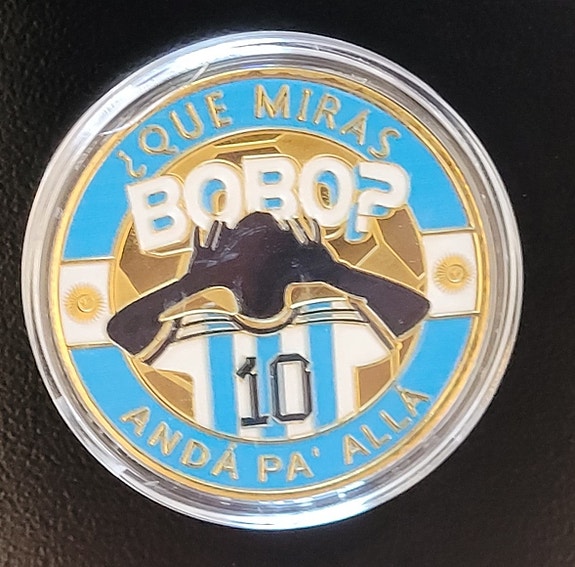 ¿QUE MIRÁS
BOBO?
10
ANDÁ PA' ALLÁ